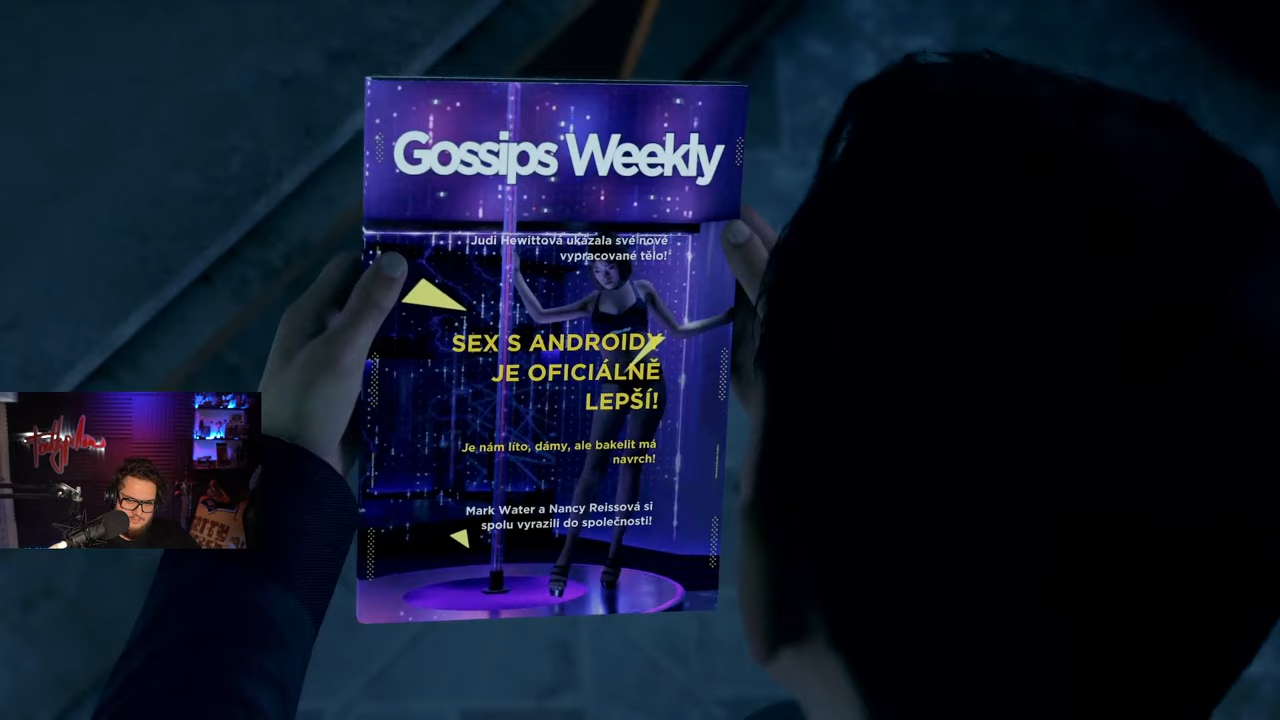 Gossips Weekly
Judi Hewittová ukázala své nové
vypracované tělo!
SEX S ANDROIDY
JE OFICIÁLNĚ
LEPŠÍ!
Je nám líto, dámy, ale bakelit má
navrch!
Mark Water a Nancy Reissová si
spolu vyrazili do společnosti!